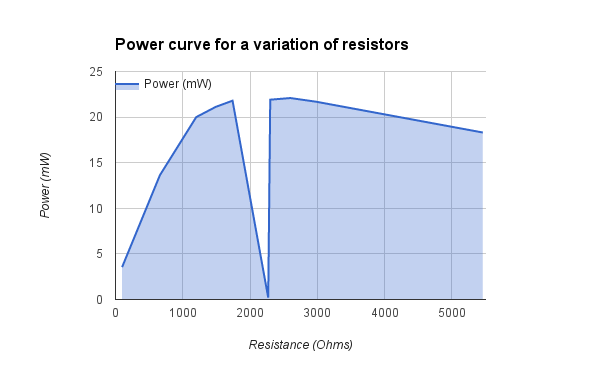 Power curve for a variation of resistors
Power (mW)
25
20
15
10
5
0
Power (mW)
0 1000 2000 3000 4000 5000
Resistance (Ohms)